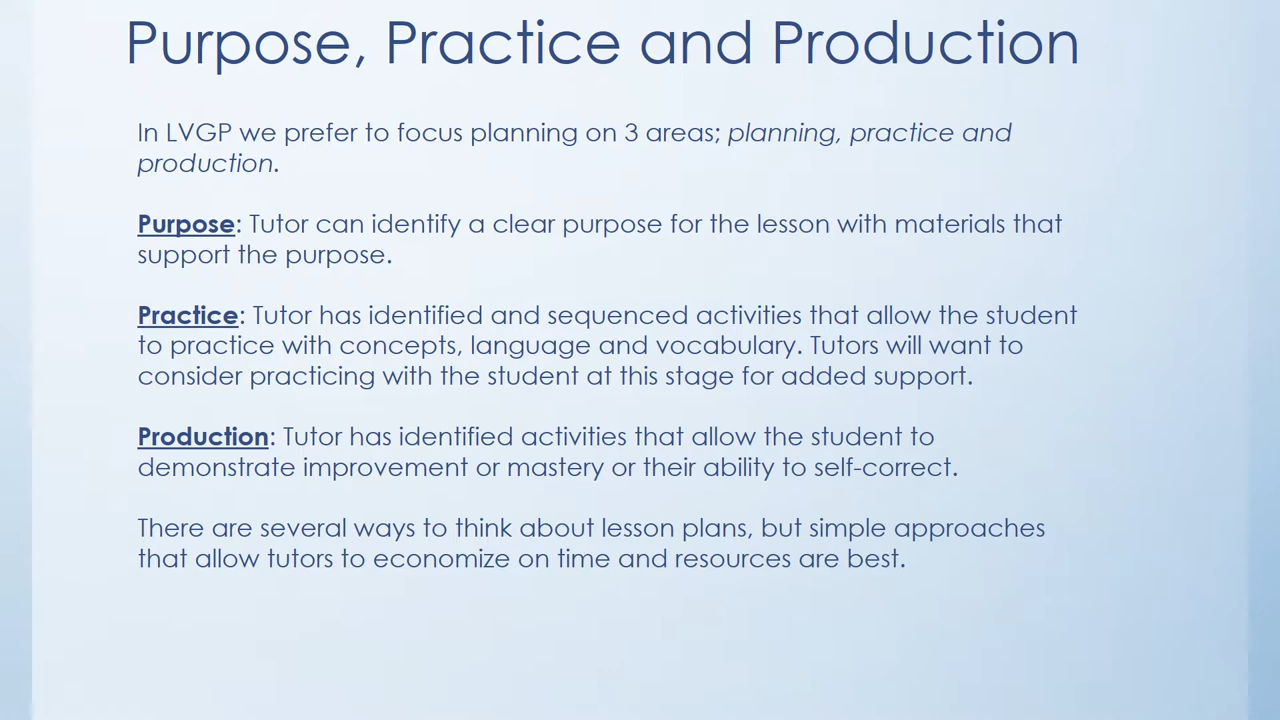 Purpose, Practice and Production
In LVGP we prefer to focus planning on 3 areas; planning, practice and
production.
Purpose: Tutor can identify a clear purpose for the lesson with materials that
support the purpose.
Practice: Tutor has identified and sequenced activities that allow the student
to practice with concepts, language and vocabulary. Tutors will want to
consider practicing with the student at this stage for added support.
Production: Tutor has identified activities that allow the student to
demonstrate improvement or mastery or their ability to self-correct.
There are several ways to think about lesson plans, but simple approaches
that allow tutors to economize on time and resources are best.